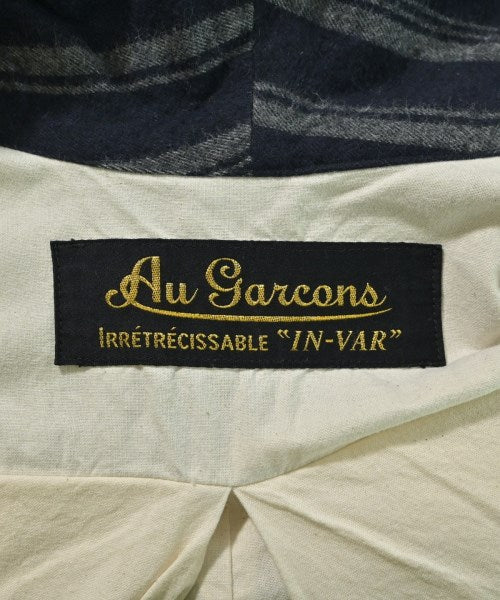 Au Garcons
IRRÉTRÉCISSABLE "IN-VAR"